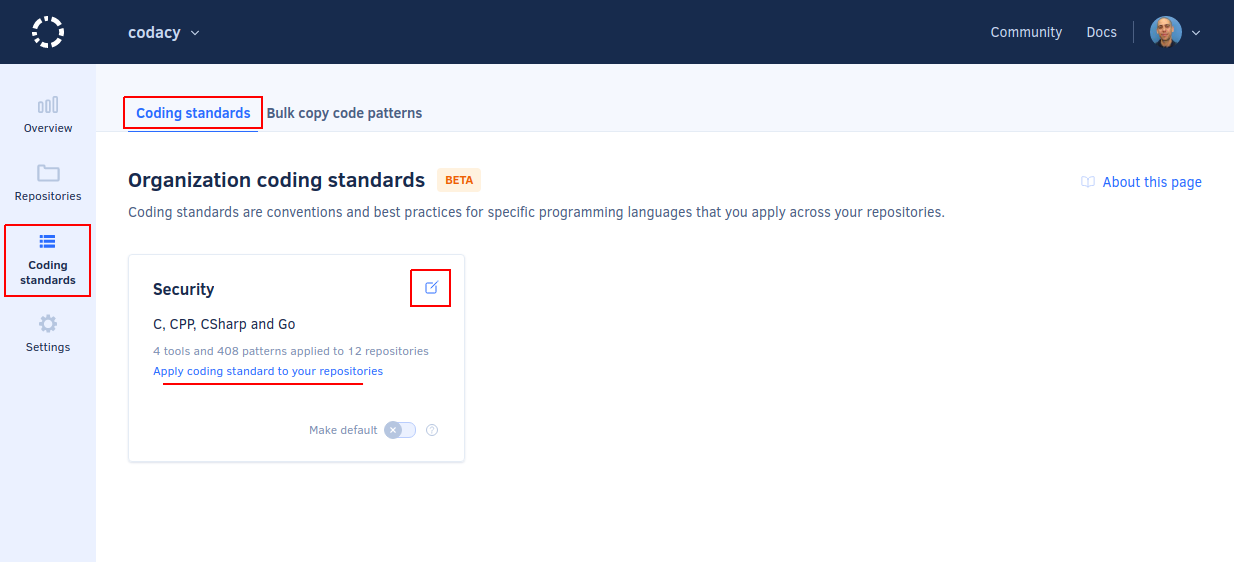 codacy
Community
Docs
Overview
Repositories
Coding
standards
Settings
Coding standards
Bulk copy code patterns
Organization coding standards
BETA
About this page
Coding standards are conventions and best practices for specific programming languages that you apply across your repositories.
Security
C, CPP, CSharp and Go
4 tools and 408 patterns applied to 12 repositories
Apply coding standard to your repositories
Make default
?